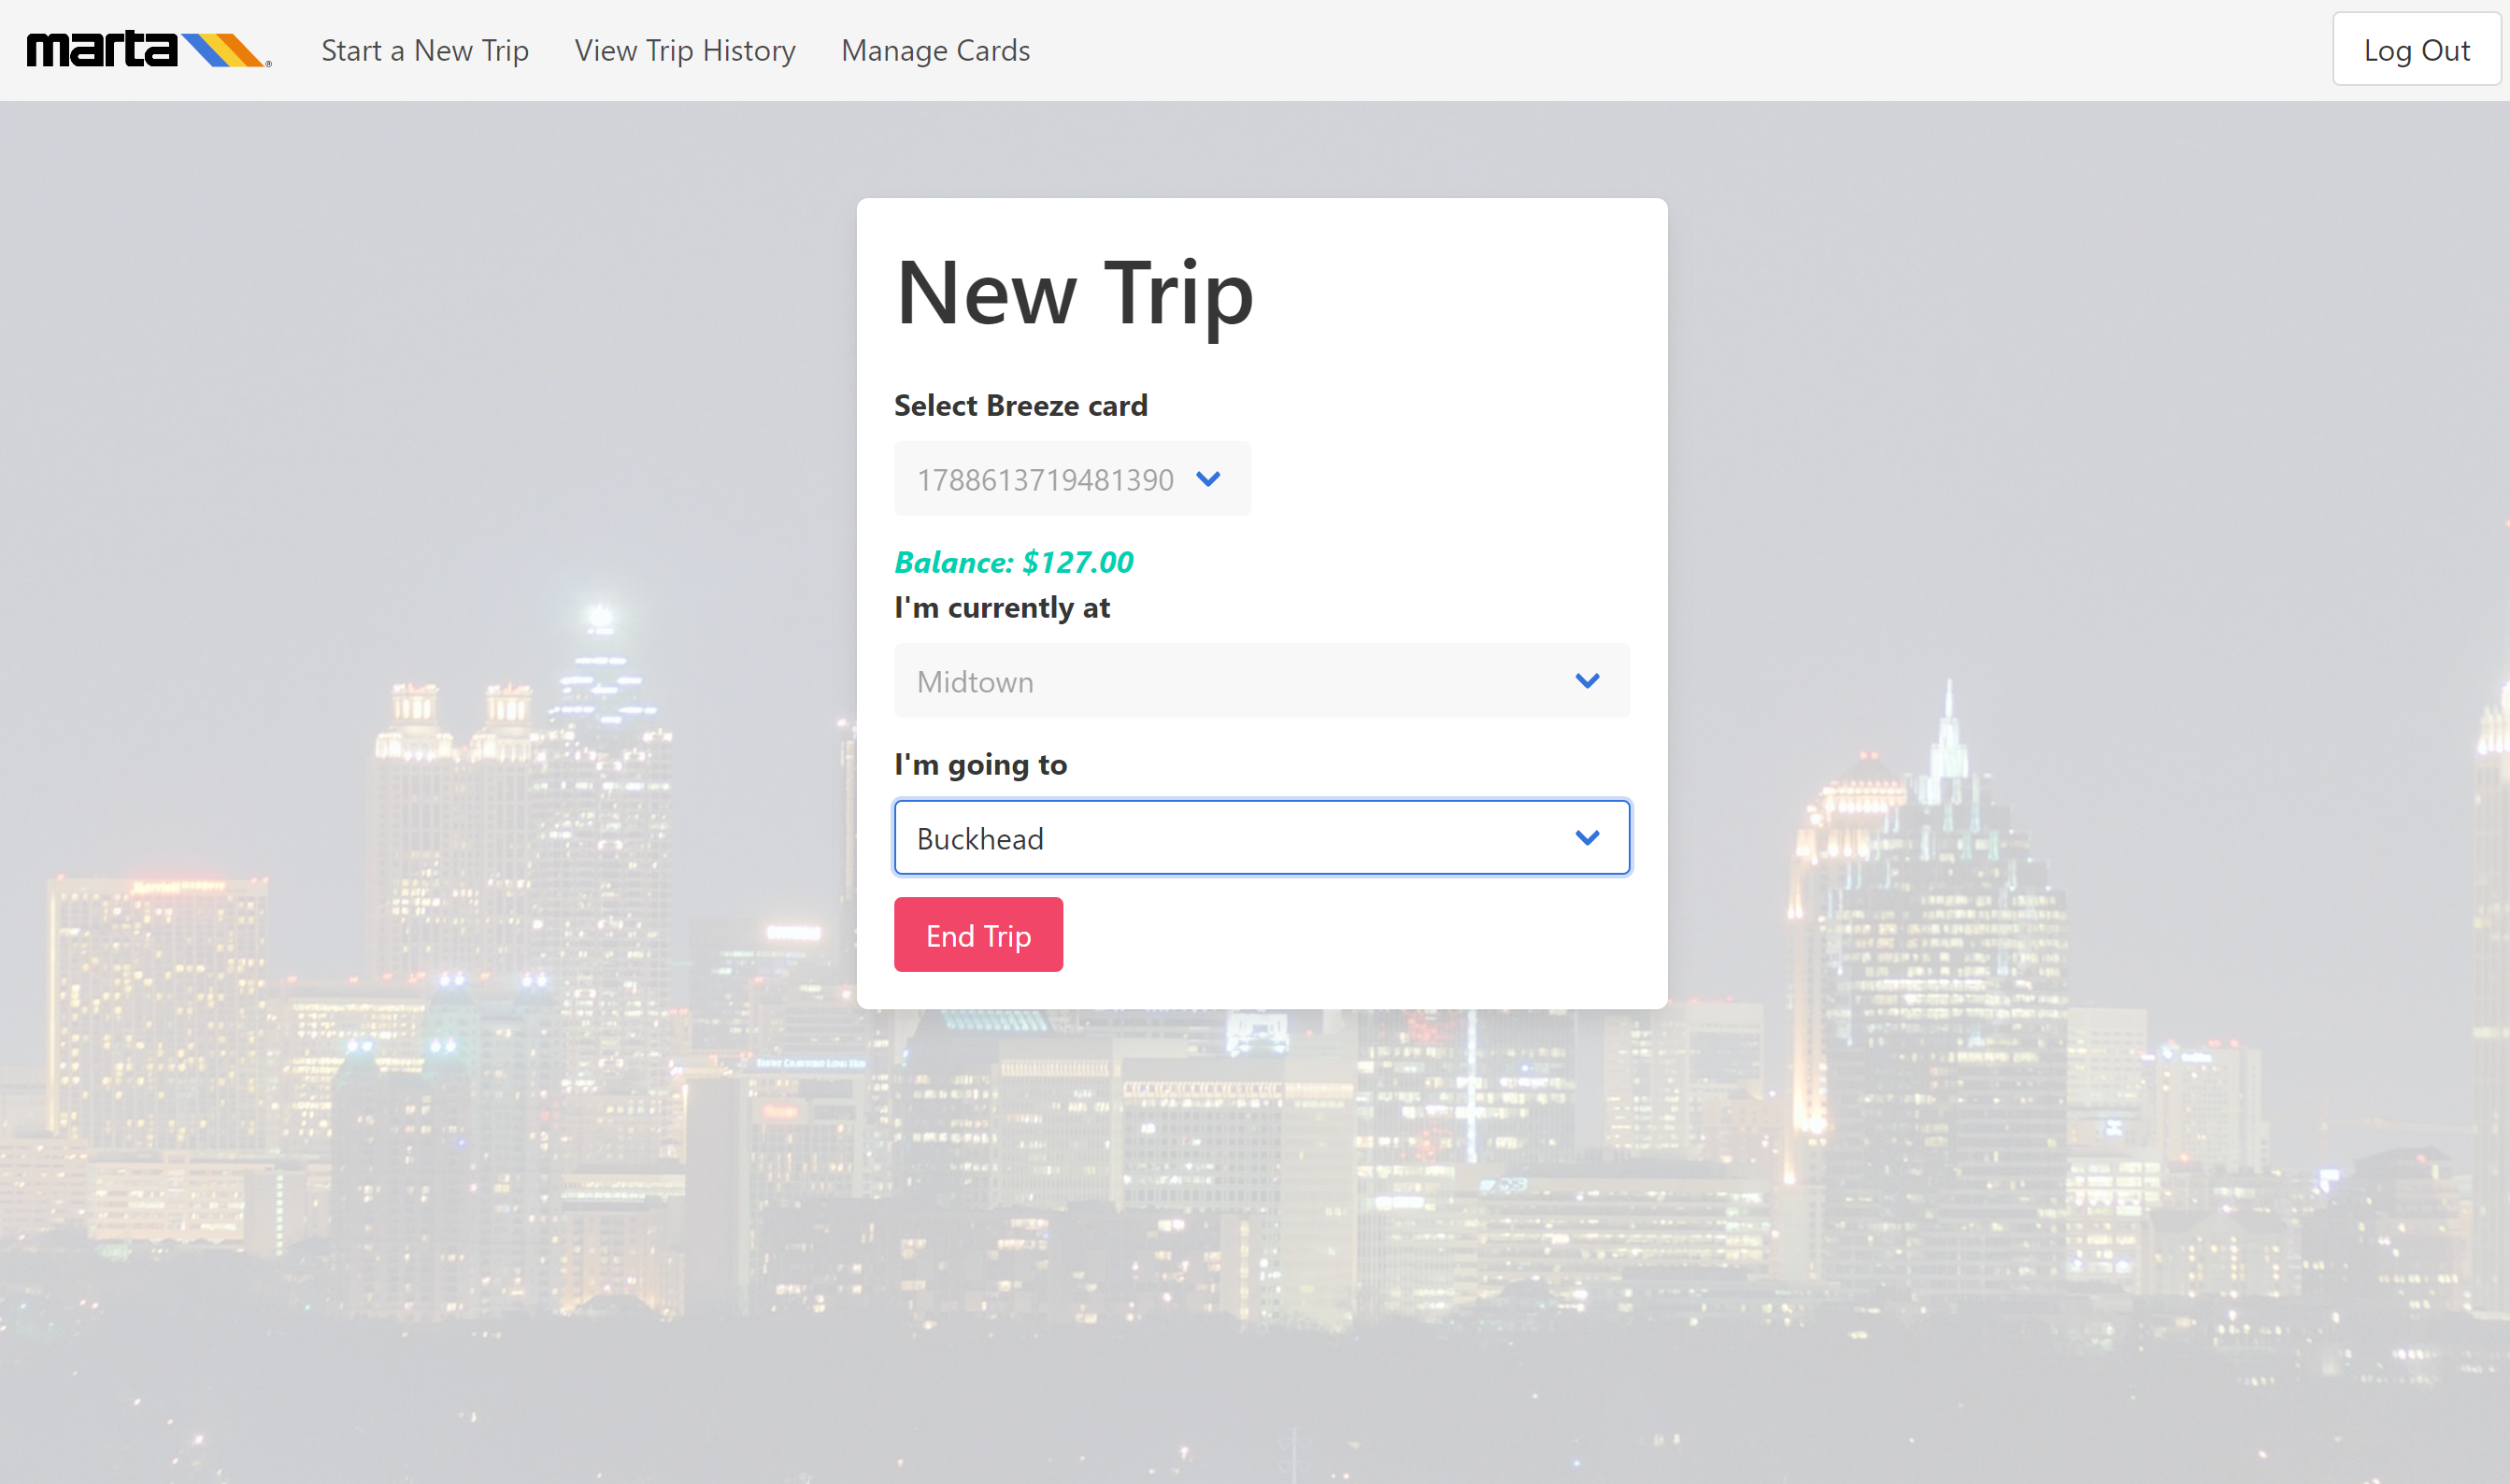 marta® Start a New Trip View Trip History Manage Cards Log Out
New Trip
Select Breeze card
1788613719481390
Balance: $127.00
I'm currently at
Midtown
I'm going to
Buckhead
End Trip